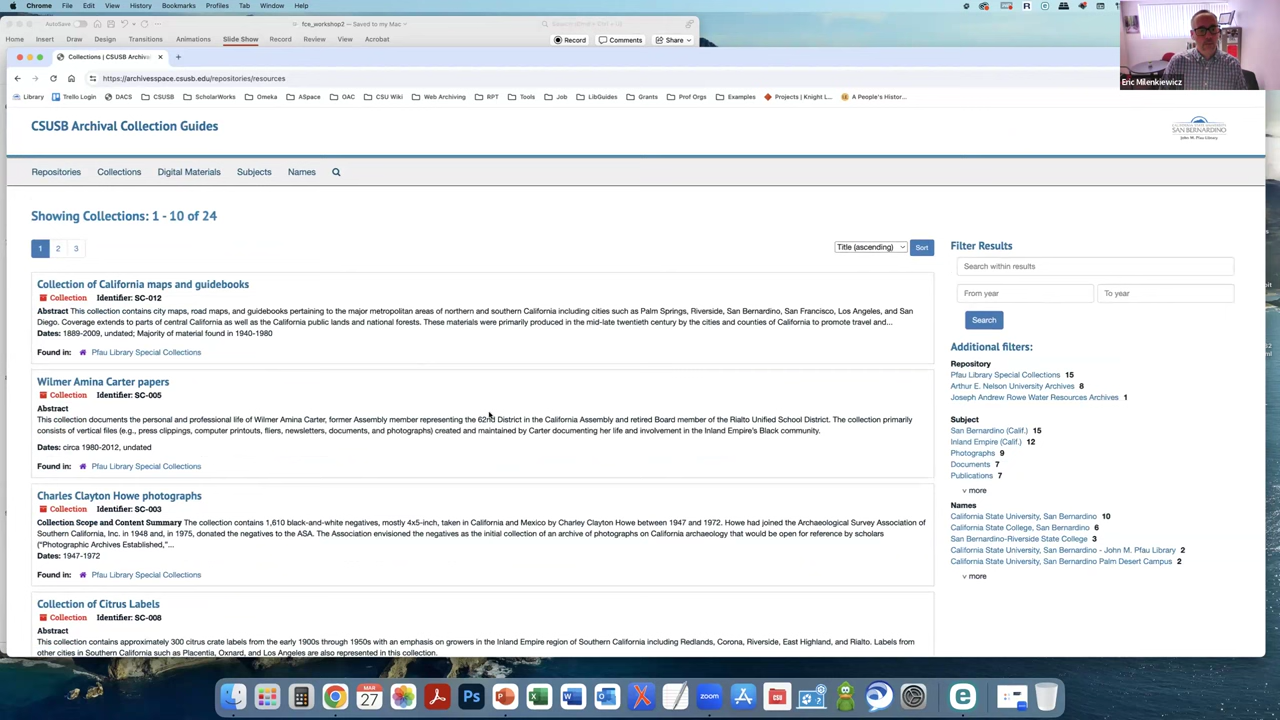 Chrome File Edit View History Bookmarks Profiles Tab Window Help
AutoSave fce_workshop2 — Saved to my Mac
Home Insert Draw Design Transitions Animations Slide Show Record Review View Acrobat Record Comments Share
Collections | CSUSB Archival
https://archivesspace.csusb.edu/repositories/resources
Library Trello Login DACS CSUSB ScholarWorks Omeka ASpace OAC CSU Wiki Web Archiving RPT Tools Job LibGuides Grants Prof Orgs Examples Projects | Knight L... A People's Histor...
Eric Milenkiewicz
CSUSB Archival Collection Guides
SAN BERNARDINO
John M. Pfau Library
Repositories Collections Digital Materials Subjects Names
Showing Collections: 1 - 10 of 24
1 2 3
Title (ascending) Sort
Collection of California maps and guidebooks
Collection Identifier: SC-012
Abstract This collection contains city maps, road maps, and guidebooks pertaining to the major metropolitan areas of northern and southern California including cities such as Palm Springs, Riverside, San Bernardino, San Francisco, Los Angeles, and San
Diego. Coverage extends to parts of central California as well as the California public lands and national forests. These materials were primarily produced in the mid-late twentieth century by the cities and counties of California to promote travel and...
Dates: 1889-2009, undated; Majority of material found in 1940-1980
Found in: Pfau Library Special Collections
Wilmer Amina Carter papers
Collection Identifier: SC-005
Abstract
This collection documents the personal and professional life of Wilmer Amina Carter, former Assembly member representing the 62nd District in the California Assembly and retired Board member of the Rialto Unified School District. The collection primarily
consists of vertical files (e.g., press clippings, computer printouts, fliers, newsletters, documents, and photographs) created and maintained by Carter documenting her life and involvement in the Inland Empire's Black community.
Dates: circa 1980-2012, undated
Found in: Pfau Library Special Collections
Charles Clayton Howe photographs
Collection Identifier: SC-003
Collection Scope and Content Summary The collection contains 1,610 black-and-white negatives, mostly 4x5-inch, taken in California and Mexico by Charley Clayton Howe between 1947 and 1972. Howe had joined the Archaeological Survey Association of
Southern California, Inc. in 1948 and, in 1975, donated the negatives to the ASA. The Association envisioned the negatives as the initial collection of an archive of photographs on California archaeology that would be open for reference by scholars
("Photographic Archives Established,"...
Dates: 1947-1972
Found in: Pfau Library Special Collections
Collection of Citrus Labels
Collection Identifier: SC-008
Abstract
This collection contains approximately 300 citrus crate labels from the early 1900s through 1950s with an emphasis on growers in the Inland Empire region of Southern California including Redlands, Corona, Riverside, East Highland, and Rialto. Labels from
other cities in Southern California such as Placentia, Oxnard, and Los Angeles are also represented in this collection.
Filter Results
Search within results
From year To year
Search
Additional filters:
Repository
Pfau Library Special Collections 15
Arthur E. Nelson University Archives 8
Joseph Andrew Rowe Water Resources Archives 1
Subject
San Bernardino (Calif.) 15
Inland Empire (Calif.) 12
Photographs 9
Documents 7
Publications 7
v more
Names
California State University, San Bernardino 10
California State College, San Bernardino 6
San Bernardino-Riverside State College 3
California State University, San Bernardino - John M. Pfau Library 2
California State University, San Bernardino Palm Desert Campus 2
v more
MAR
27
zoom